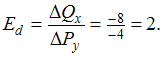 E_d = ΔQ_x / ΔP_y = -8 / -4 = 2.